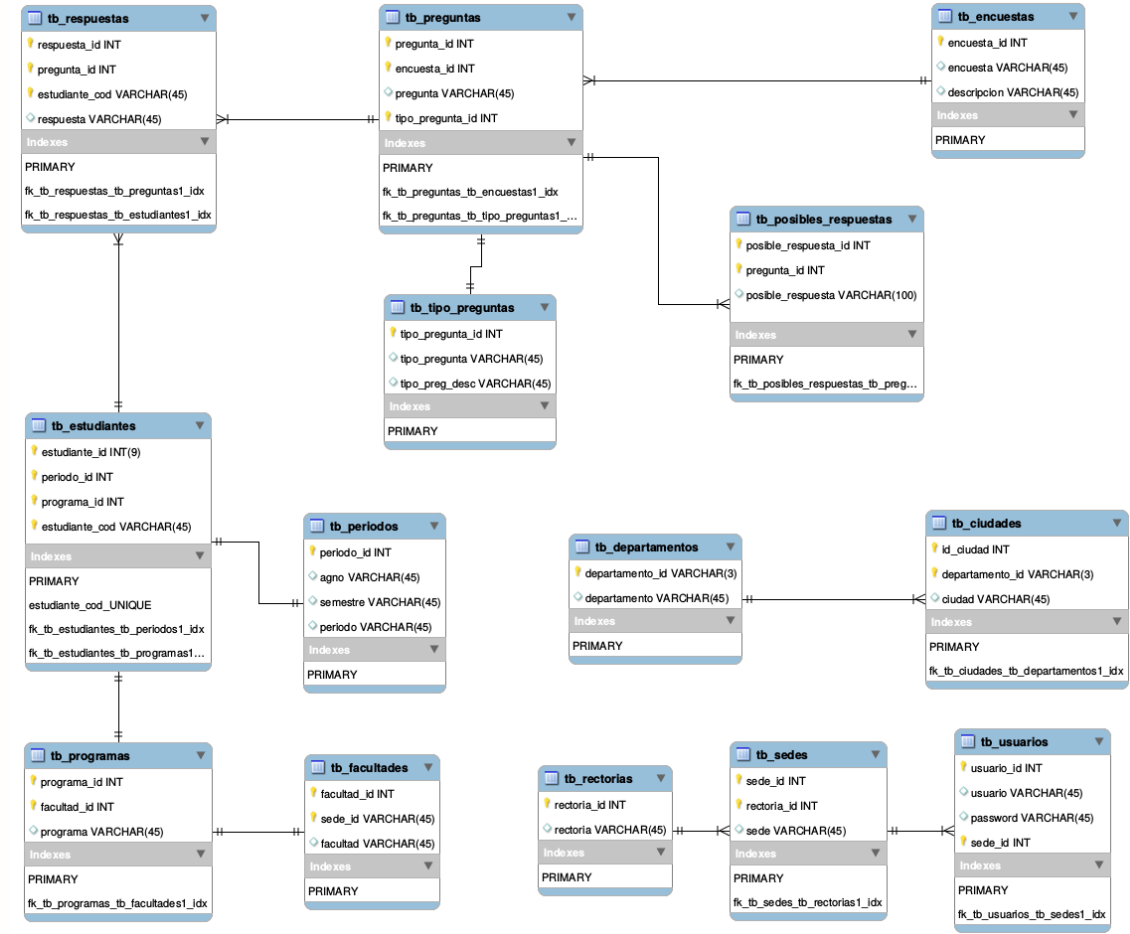 tb_respuestas
respuesta_id INT
pregunta_id INT
estudiante_cod VARCHAR(45)
respuesta VARCHAR(45)
Indexes
PRIMARY
fk_tb_respuestas_tb_preguntas1_idx
fk_tb_respuestas_tb_estudiantes1_idx
tb_preguntas
pregunta_id INT
encuesta_id INT
pregunta VARCHAR(45)
tipo_pregunta_id INT
Indexes
PRIMARY
fk_tb_preguntas_tb_encuestas1_idx
fk_tb_preguntas_tb_tipo_preguntas1_...
tb_encuestas
encuesta_id INT
encuesta VARCHAR(45)
descripcion VARCHAR(45)
Indexes
PRIMARY
tb_posibles_respuestas
posible_respuesta_id INT
pregunta_id INT
posible_respuesta VARCHAR(100)
Indexes
PRIMARY
fk_tb_posibles_respuestas_tb_preg...
tb_tipo_preguntas
tipo_pregunta_id INT
tipo_pregunta VARCHAR(45)
tipo_preg_desc VARCHAR(45)
Indexes
PRIMARY
tb_estudiantes
estudiante_id INT(9)
periodo_id INT
programa_id INT
estudiante_cod VARCHAR(45)
Indexes
PRIMARY
estudiante_cod_UNIQUE
fk_tb_estudiantes_tb_periodos1_idx
fk_tb_estudiantes_tb_programas1...
tb_periodos
periodo_id INT
agno VARCHAR(45)
semestre VARCHAR(45)
periodo VARCHAR(45)
Indexes
PRIMARY
tb_departamentos
departamento_id VARCHAR(3)
departamento VARCHAR(45)
Indexes
PRIMARY
tb_ciudades
id_ciudad INT
departamento_id VARCHAR(3)
ciudad VARCHAR(45)
Indexes
PRIMARY
fk_tb_ciudades_tb_departamentos1_idx
tb_programas
programa_id INT
facultad_id INT
programa VARCHAR(45)
Indexes
PRIMARY
fk_tb_programas_tb_facultades1_idx
tb_facultades
facultad_id INT
sede_id VARCHAR(45)
facultad VARCHAR(45)
Indexes
PRIMARY
tb_rectorias
rectoria_id INT
rectoria VARCHAR(45)
Indexes
PRIMARY
tb_sedes
sede_id INT
rectoria_id INT
sede VARCHAR(45)
Indexes
PRIMARY
fk_tb_sedes_tb_rectorias1_idx
tb_usuarios
usuario_id INT
usuario VARCHAR(45)
password VARCHAR(45)
sede_id INT
Indexes
PRIMARY
fk_tb_usuarios_tb_sedes1_idx